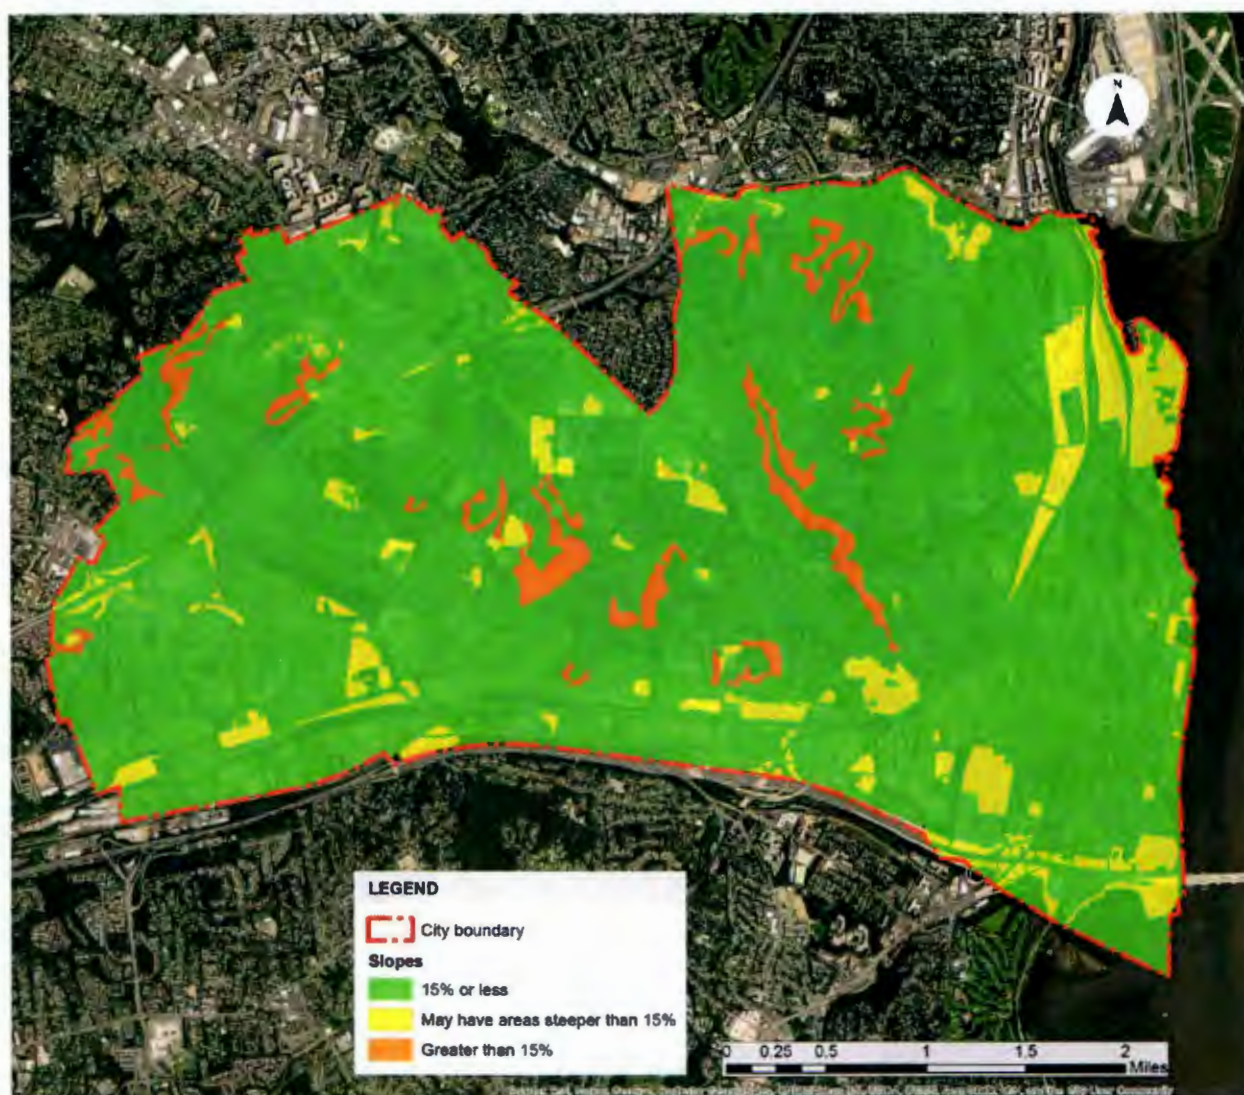 N
LEGEND
City boundary
Slopes
15% or less
May have areas steeper than 15%
Greater than 15%
0 0.25 0.5 1 1.5 2
Miles